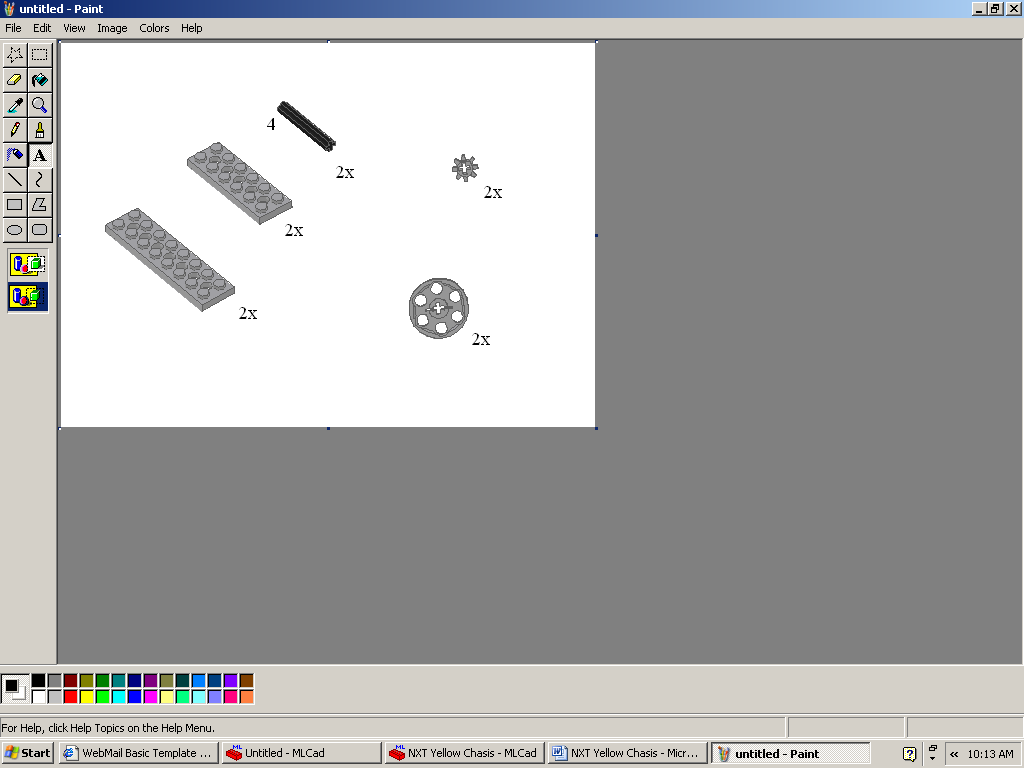 untitled - Paint
File Edit View Image Colors Help
A
4
2x
2x
2x
2x
2x
For Help, click Help Topics on the Help Menu.
Start
WebMail Basic Template ...
Untitled - MLCad
NXT Yellow Chasis - MLCad
NXT Yellow Chasis - Micr...
untitled - Paint
10:13 AM